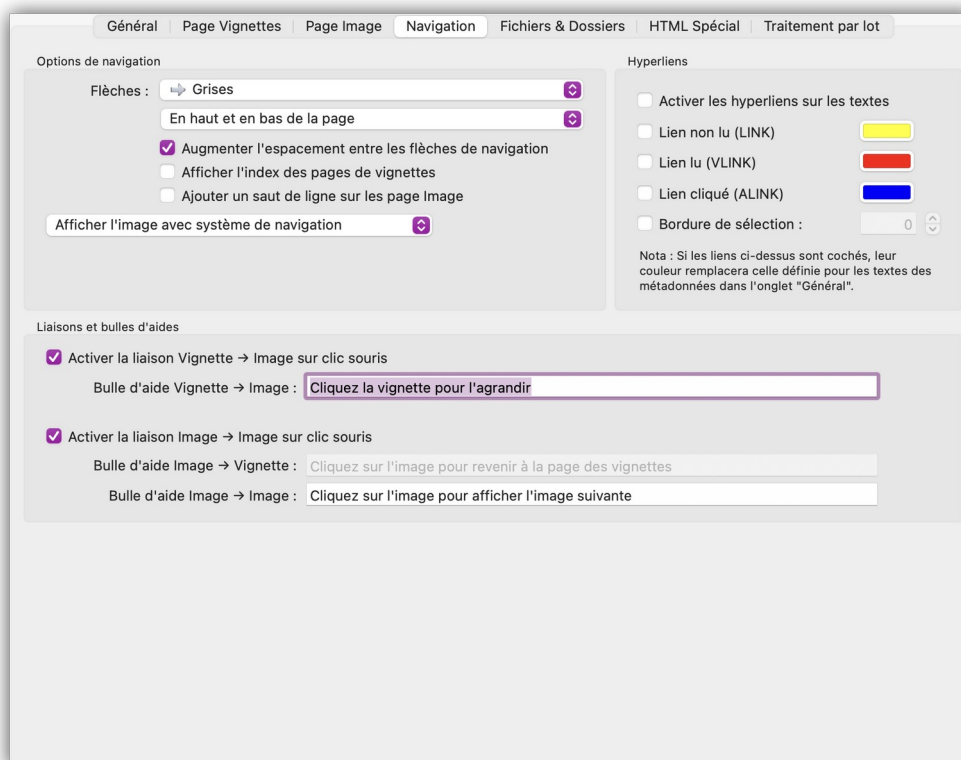 Général
Page Vignettes
Page Image
Navigation
Fichiers & Dossiers
HTML Spécial
Traitement par lot
Options de navigation
Flèches :
Grises
En haut et en bas de la page
Augmenter l'espacement entre les flèches de navigation
Afficher l'index des pages de vignettes
Ajouter un saut de ligne sur les page Image
Afficher l'image avec système de navigation
Hyperliens
Activer les hyperliens sur les textes
Lien non lu (LINK)
Lien lu (VLINK)
Lien cliqué (ALINK)
Bordure de sélection :
0
Nota : Si les liens ci-dessus sont cochés, leur
couleur remplacera celle définie pour les textes des
métadonnées dans l'onglet "Général".
Liaisons et bulles d'aides
Activer la liaison Vignette → Image sur clic souris
Bulle d'aide Vignette → Image :
Cliquez la vignette pour l'agrandir
Activer la liaison Image → Image sur clic souris
Bulle d'aide Image → Vignette :
Cliquez sur l'image pour revenir à la page des vignettes
Bulle d'aide Image → Image :
Cliquez sur l'image pour afficher l'image suivante